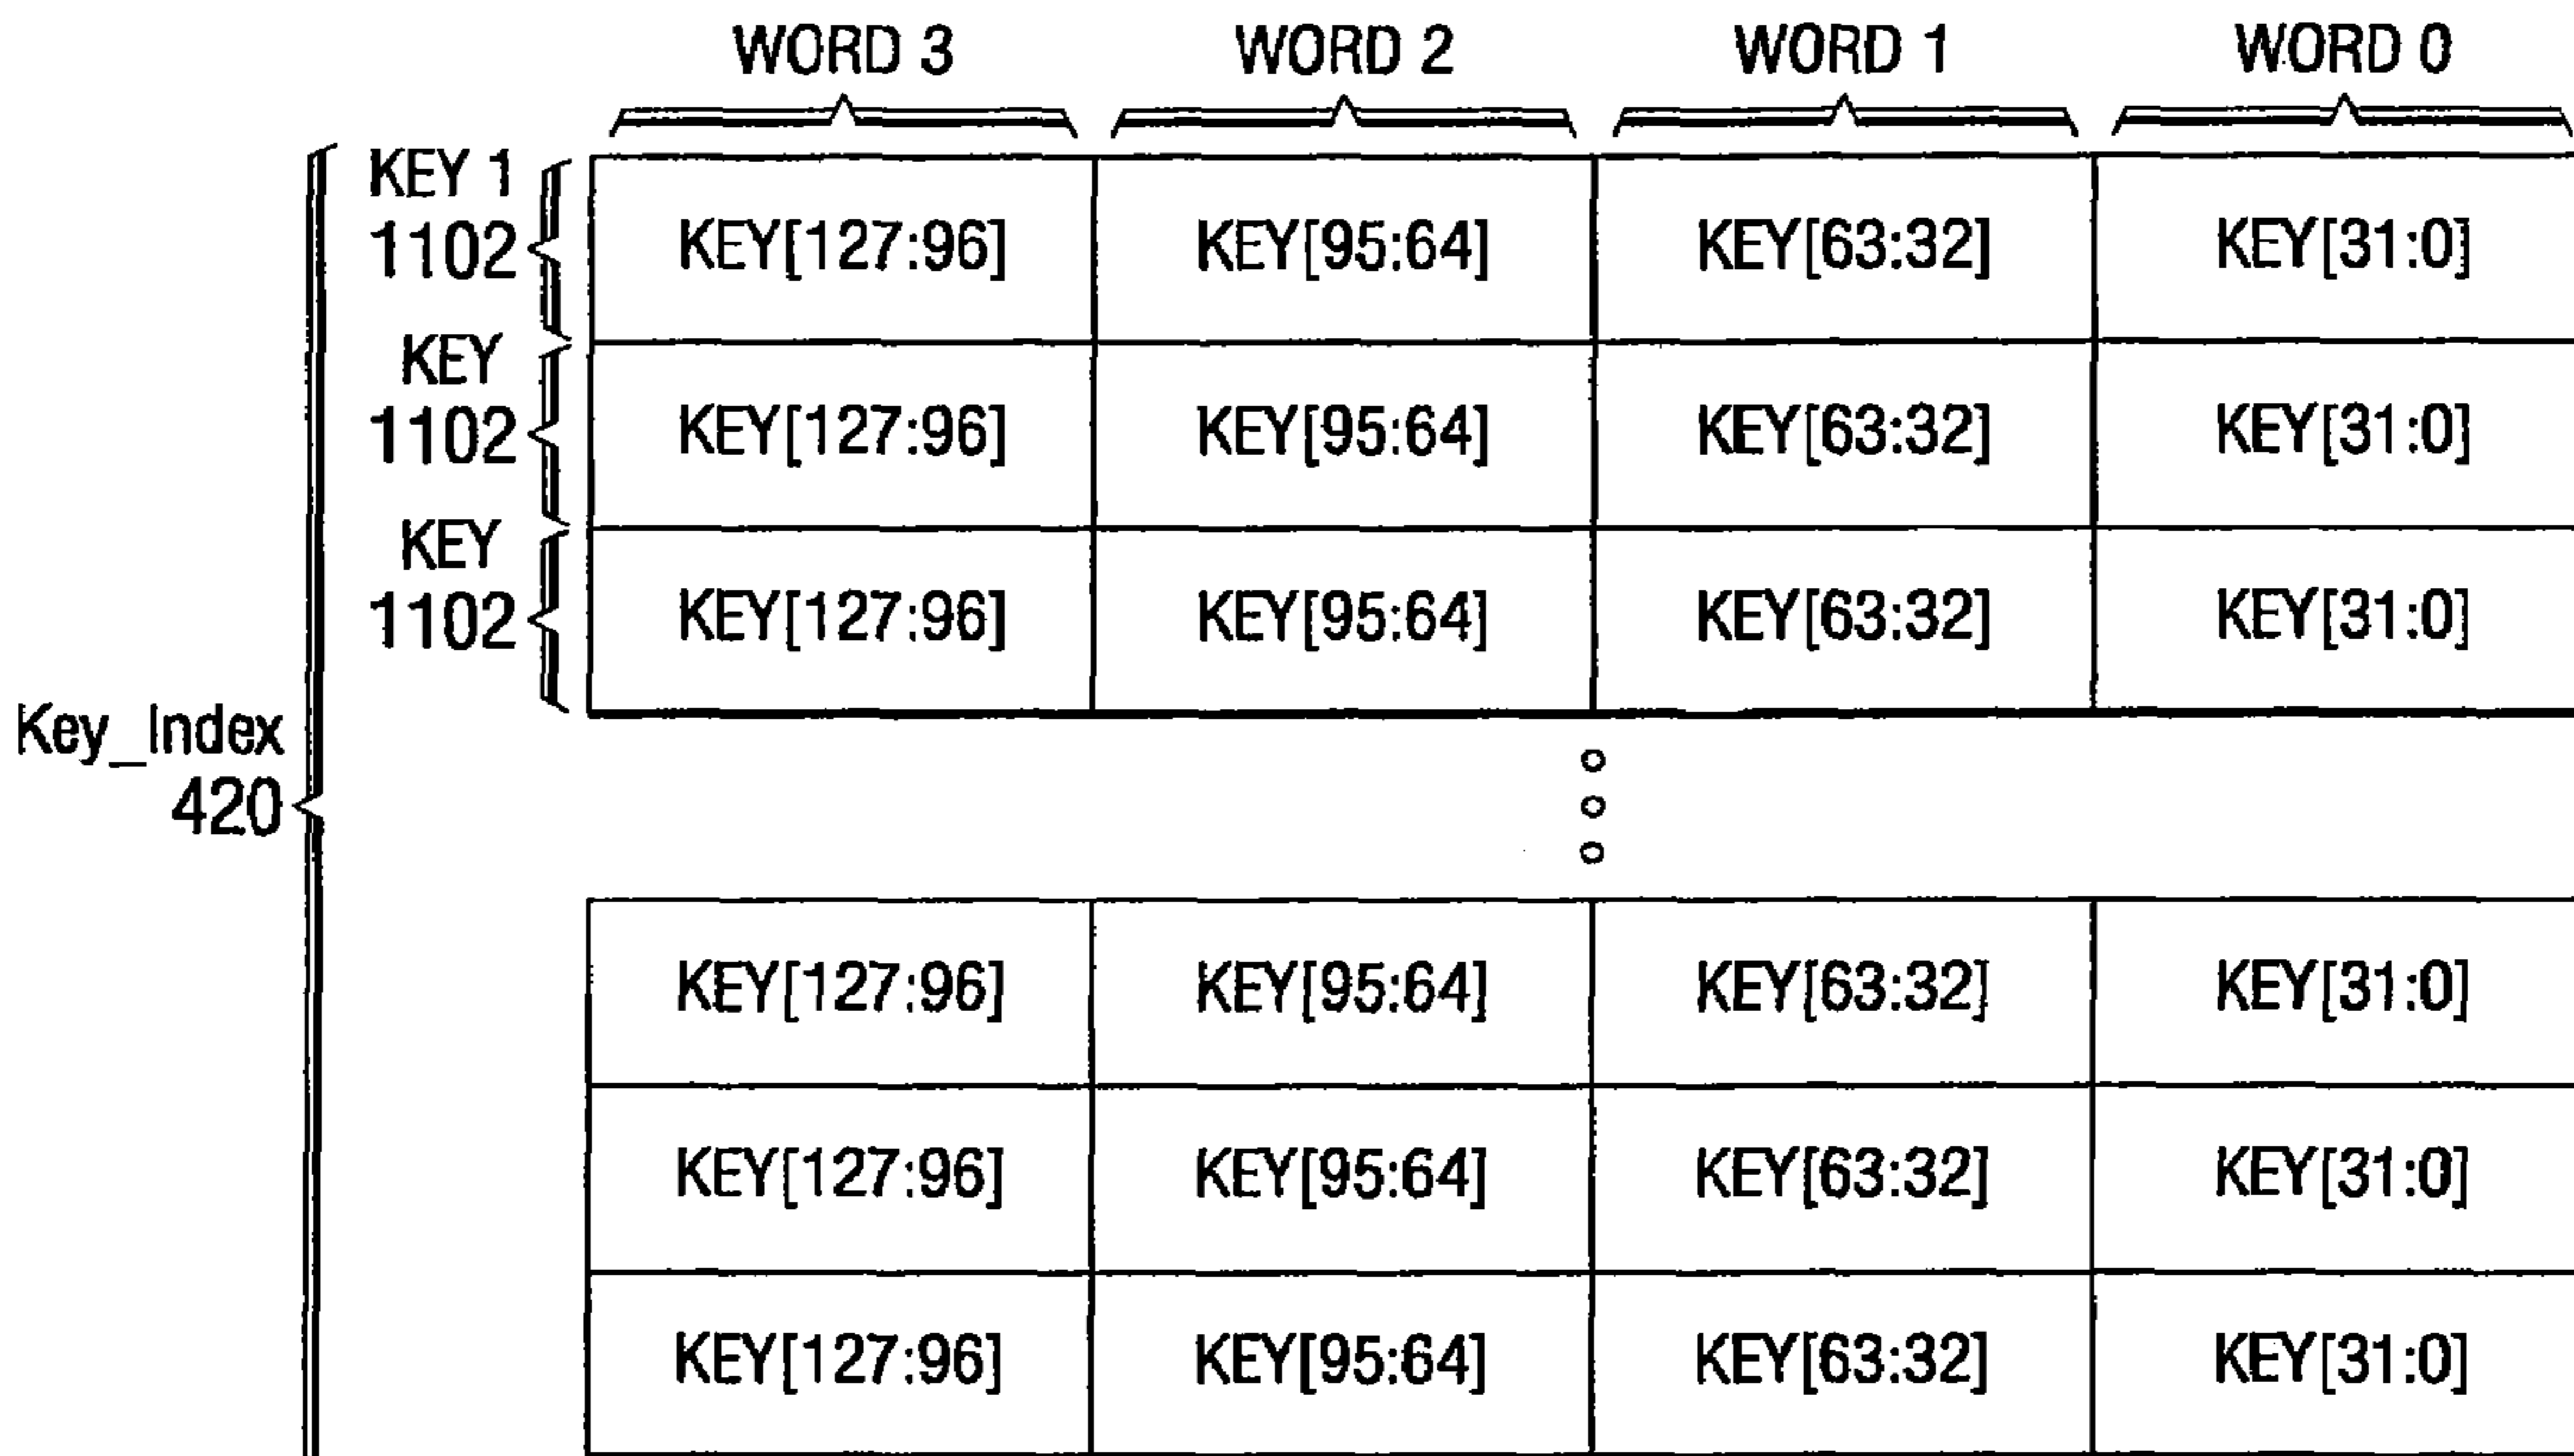 WORD 3 WORD 2 WORD 1 WORD 0
KEY 1
1102 KEY[127:96] KEY[95:64] KEY[63:32] KEY[31:0]
KEY
1102 KEY[127:96] KEY[95:64] KEY[63:32] KEY[31:0]
KEY
1102 KEY[127:96] KEY[95:64] KEY[63:32] KEY[31:0]
Key_Index
420
KEY[127:96] KEY[95:64] KEY[63:32] KEY[31:0]
KEY[127:96] KEY[95:64] KEY[63:32] KEY[31:0]
KEY[127:96] KEY[95:64] KEY[63:32] KEY[31:0]